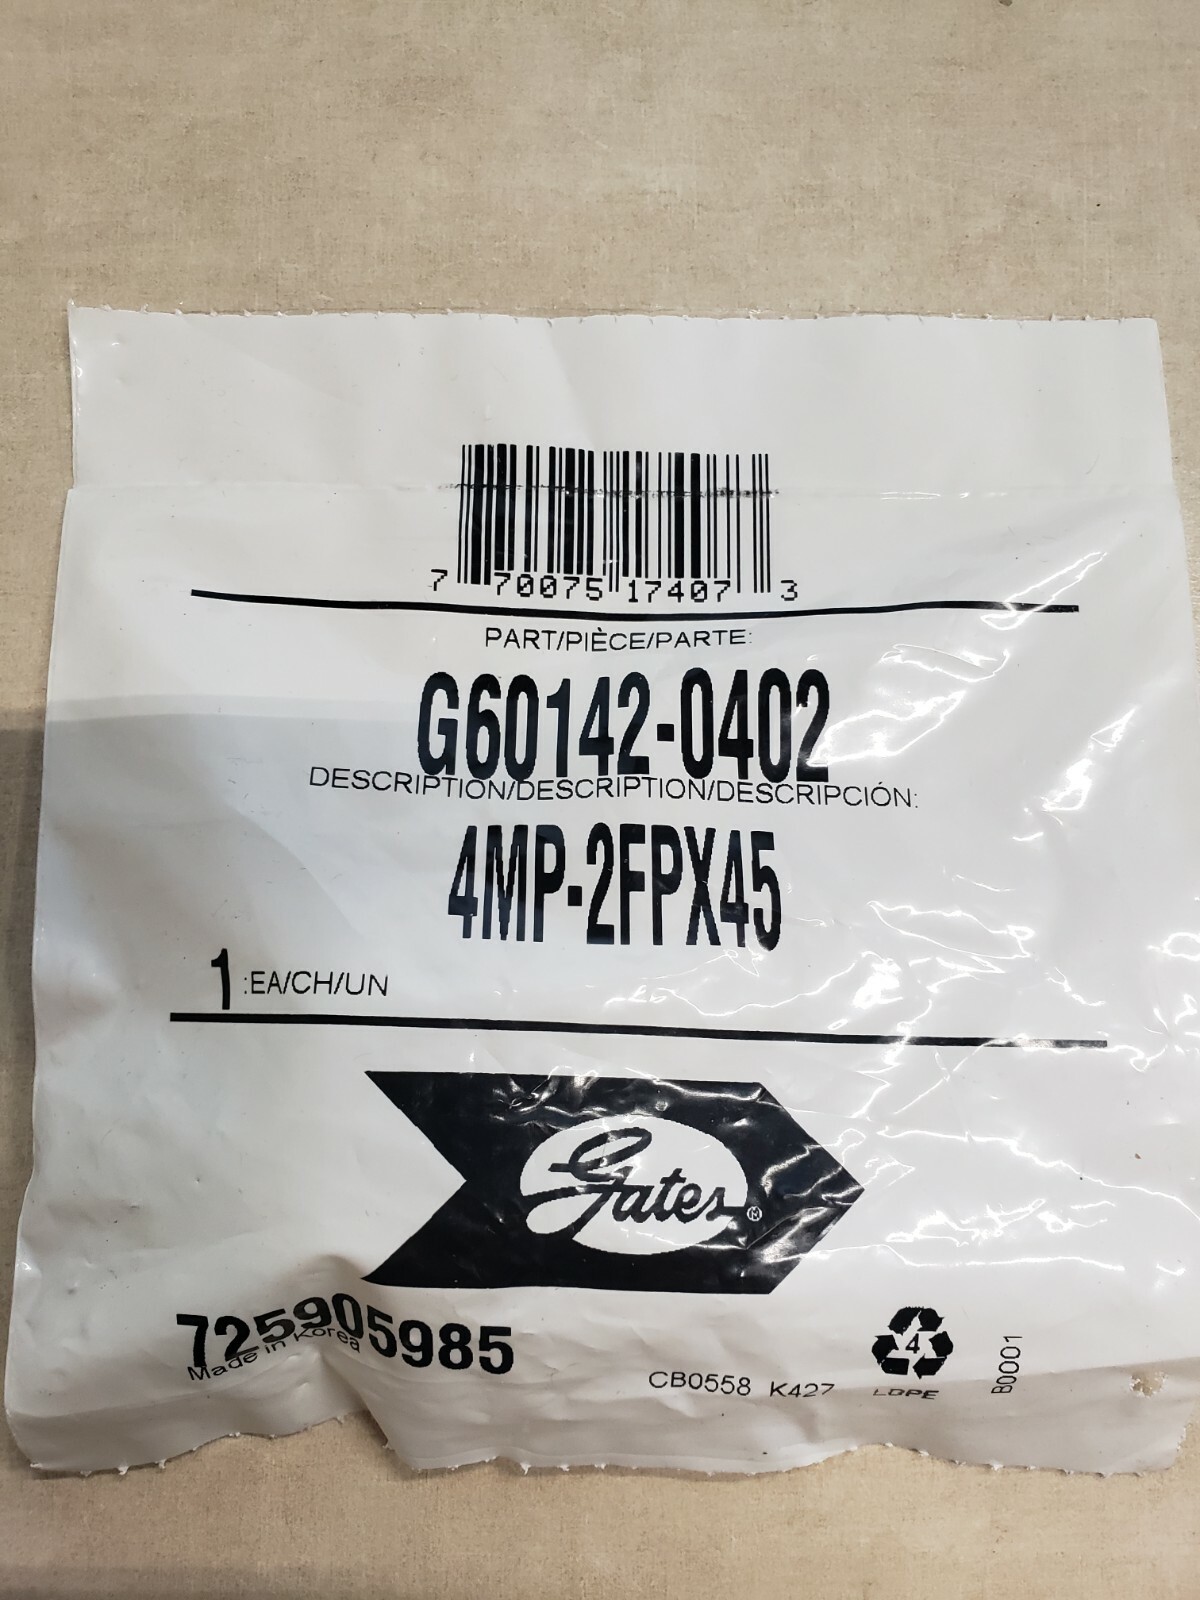 7 70075 17407 3
PART/PIÈCE/PARTE:
G60142-0402
DESCRIPTION/DESCRIPTION/DESCRIPCIÓN:
4MP-2FPX45
1 :EA/CH/UN
Gates®
725905985
Made in Korea
CB0558 K427
4
LDPE
B0001